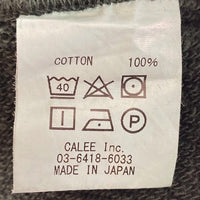 COTTON 100%
40
P
CALEE Inc.
03-6418-6033
MADE IN JAPAN